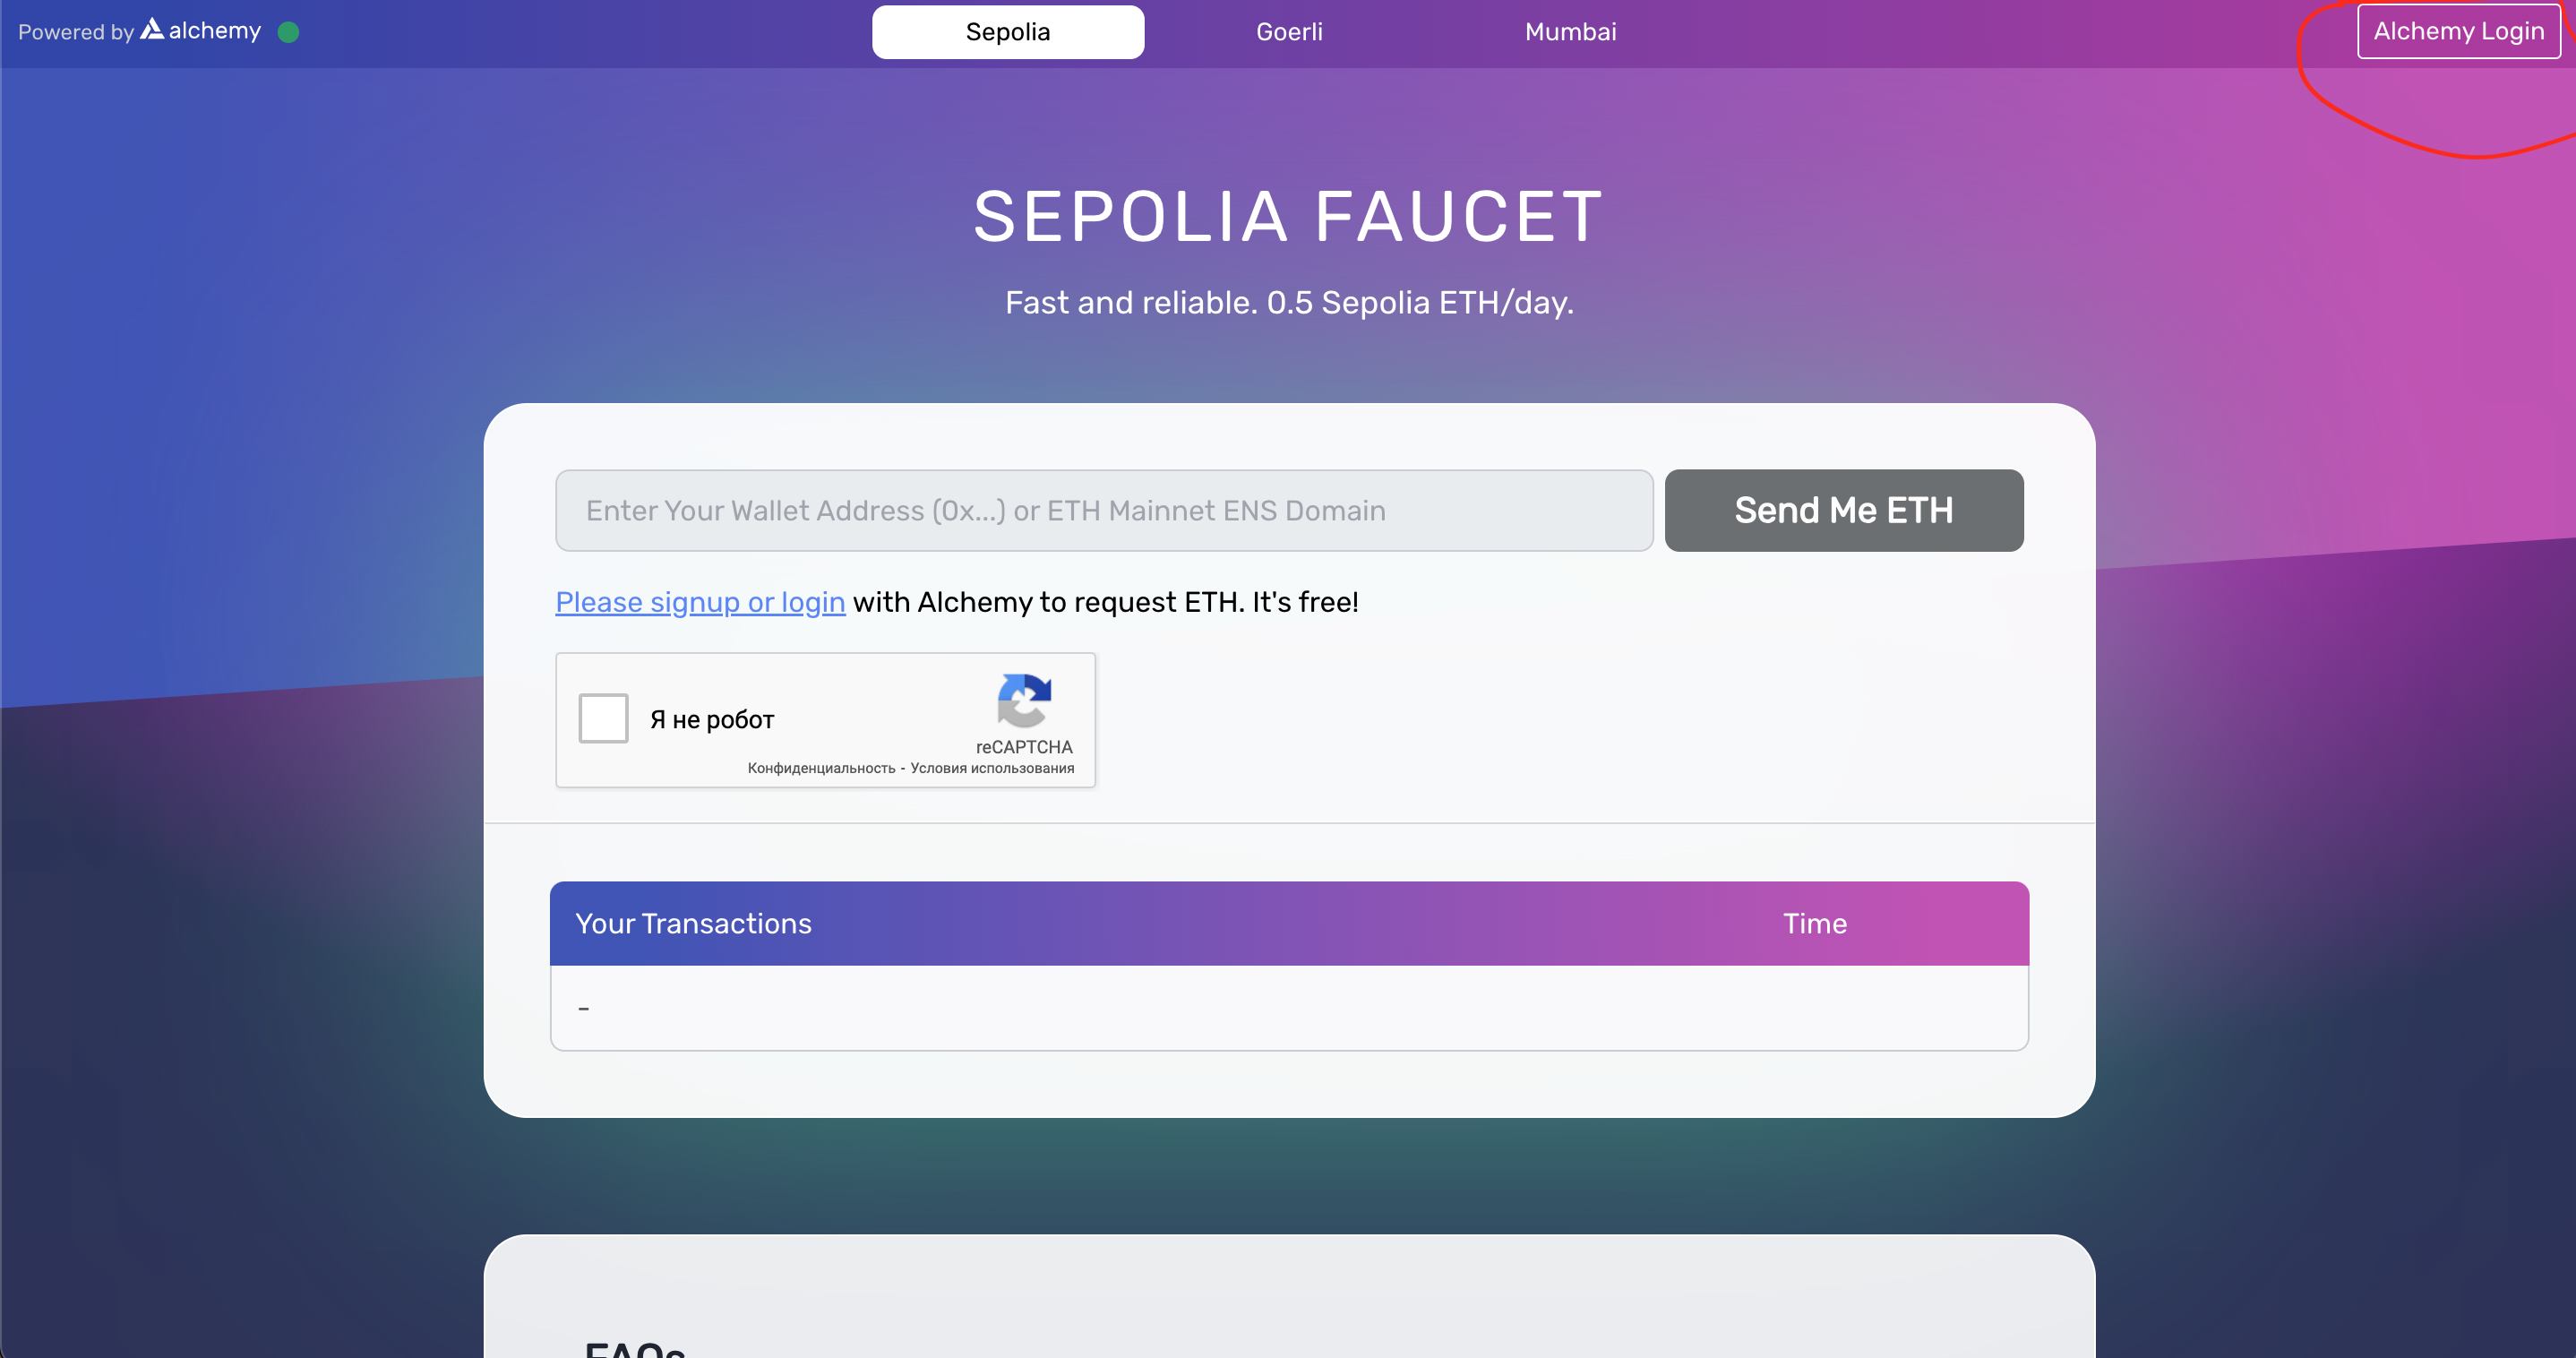 Powered by alchemy
Sepolia
Goerli
Mumbai
Alchemy Login
SEPOLIA FAUCET
Fast and reliable. 0.5 Sepolia ETH/day.
Enter Your Wallet Address (0x...) or ETH Mainnet ENS Domain
Send Me ETH
Please signup or login with Alchemy to request ETH. It's free!
Я не робот
reCAPTCHA
Конфиденциальность - Условия использования
Your Transactions
Time
-
FAQs